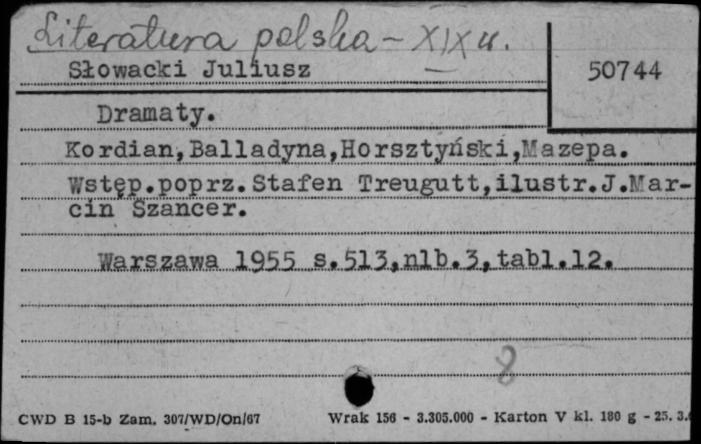 Literatura polska - XIX w.
Słowacki Juliusz
50744
Dramaty.
Kordian,Balladyna,Horsztyński,Mazepa.
Wstęp.poprz.Stafen Treugutt,ilustr.J.Mar-
cin Szancer.
Warszawa 1955 s.513,nlb.3,tabl.12.
8
CWD B 15-b Zam. 307/WD/On/67
Wrak 156 - 3.305.000 - Karton V kl. 180 g - 25. 3.